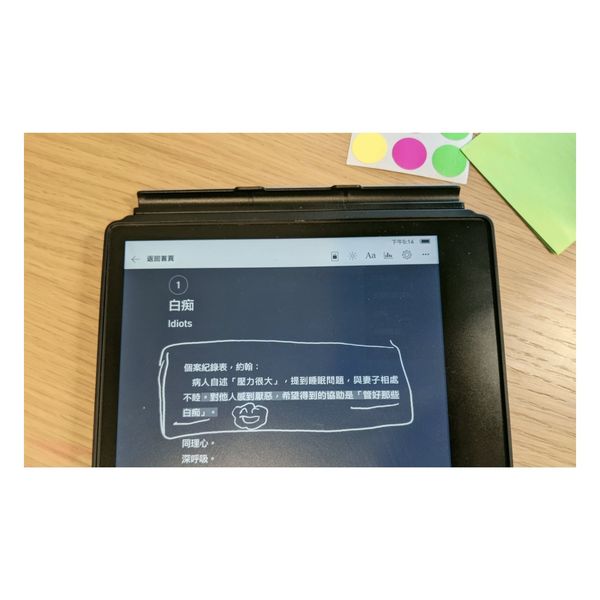 下午5:14
返回書頁
Aa
1
白痴
Idiots
個案紀錄表，約翰：
病人自述「壓力很大」，提到睡眠問題，與妻子相處
不睦。對他人感到厭惡，希望得到的協助是「管好那些
白痴」。
同理心。
深呼吸。